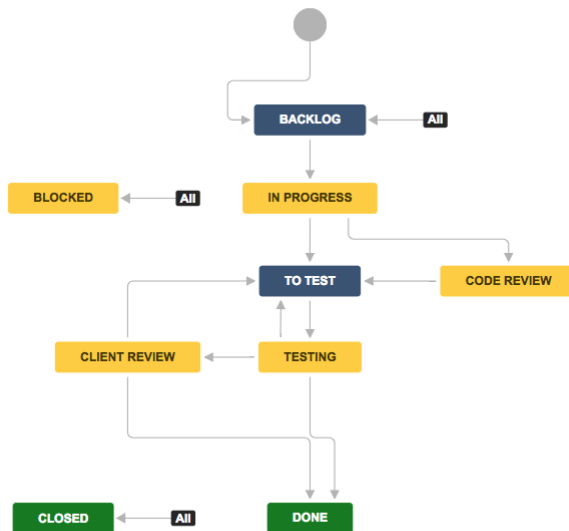 BACKLOG
All
BLOCKED
All
IN PROGRESS
TO TEST
CODE REVIEW
CLIENT REVIEW
TESTING
CLOSED
All
DONE